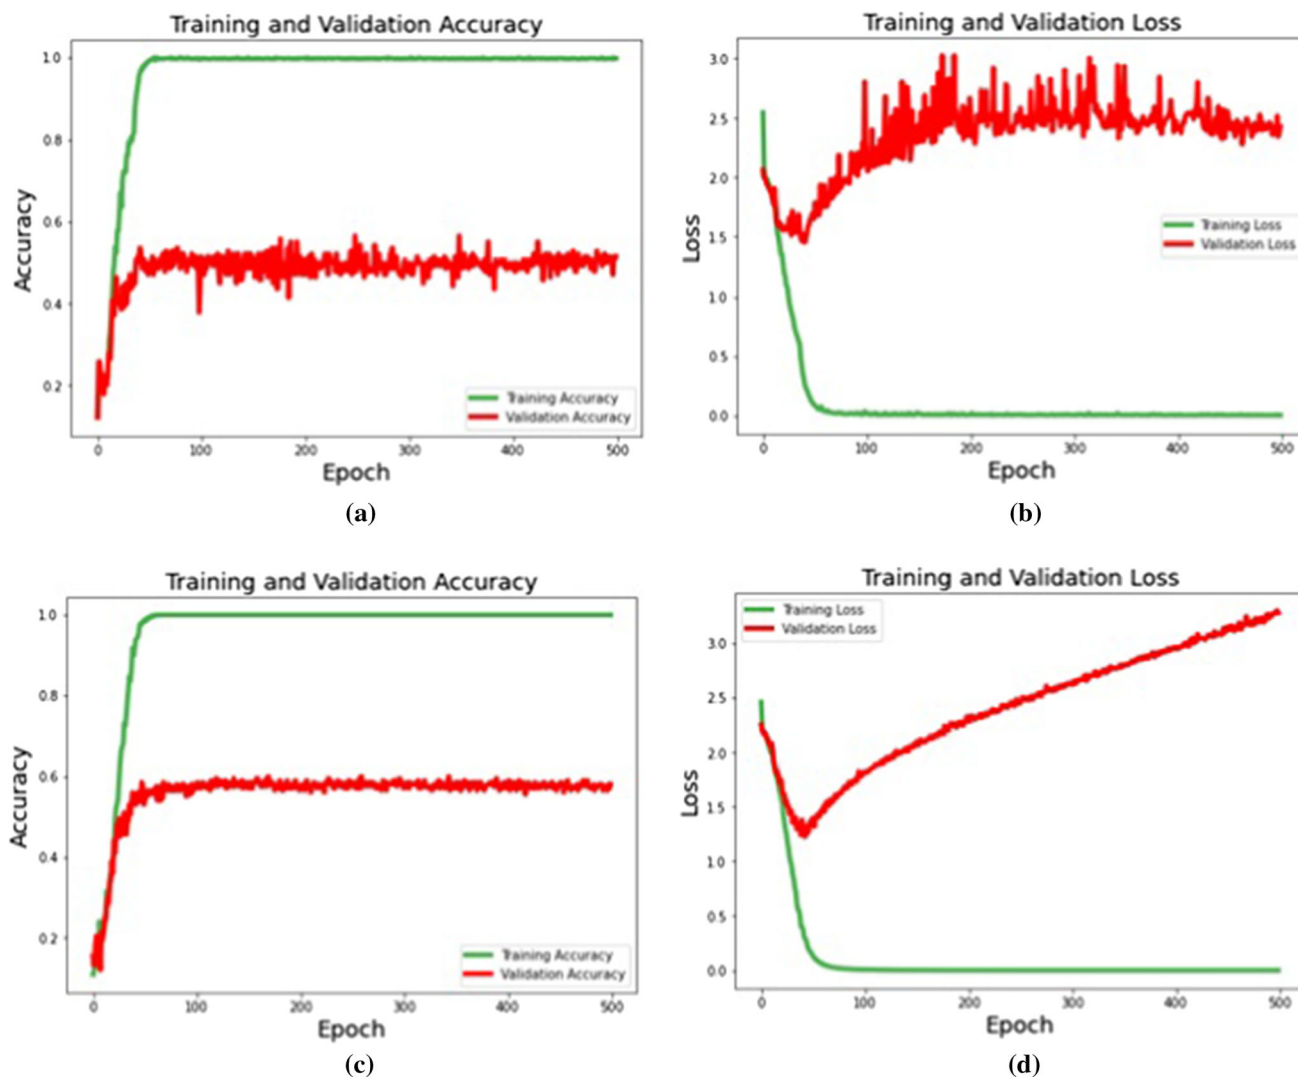 Training and Validation Accuracy
1.0
0.8
0.6
0.4
0.2
Accuracy
Training Accuracy
Validation Accuracy
0 100 200 300 400 500
Epoch
(a)
Training and Validation Loss
3.0
2.5
2.0
1.5
1.0
0.5
0.0
Loss
Training Loss
Validation Loss
0 100 200 300 400 500
Epoch
(b)
Training and Validation Accuracy
1.0
0.8
0.6
0.4
0.2
Accuracy
Training Accuracy
Validation Accuracy
0 100 200 300 400 500
Epoch
(c)
Training and Validation Loss
Training Loss
Validation Loss
3.0
2.5
2.0
1.5
1.0
0.5
0.0
Loss
0 100 200 300 400 500
Epoch
(d)